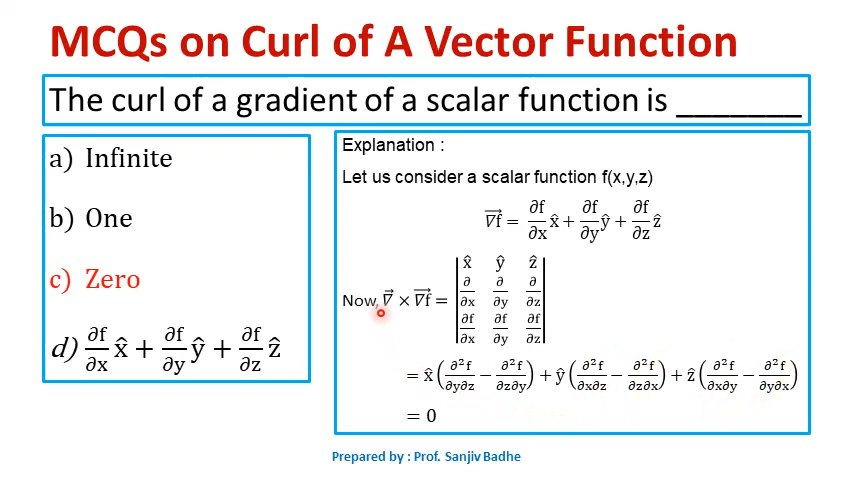 MCQs on Curl of A Vector Function
The curl of a gradient of a scalar function is _______
a) Infinite
b) One
c) Zero
d) ∂f/∂x x̂ + ∂f/∂y ŷ + ∂f/∂z ẑ
Explanation :
Let us consider a scalar function f(x,y,z)
∇⃗f = ∂f/∂x x̂ + ∂f/∂y ŷ + ∂f/∂z ẑ
x̂ ŷ ẑ
Now, ∇⃗ × ∇⃗f = | ∂/∂x ∂/∂y ∂/∂z |
∂f/∂x ∂f/∂y ∂f/∂z
= x̂(∂²f/∂y∂z − ∂²f/∂z∂y) + ŷ(∂²f/∂x∂z − ∂²f/∂z∂x) + ẑ(∂²f/∂x∂y − ∂²f/∂y∂x)
= 0
Prepared by : Prof. Sanjiv Badhe